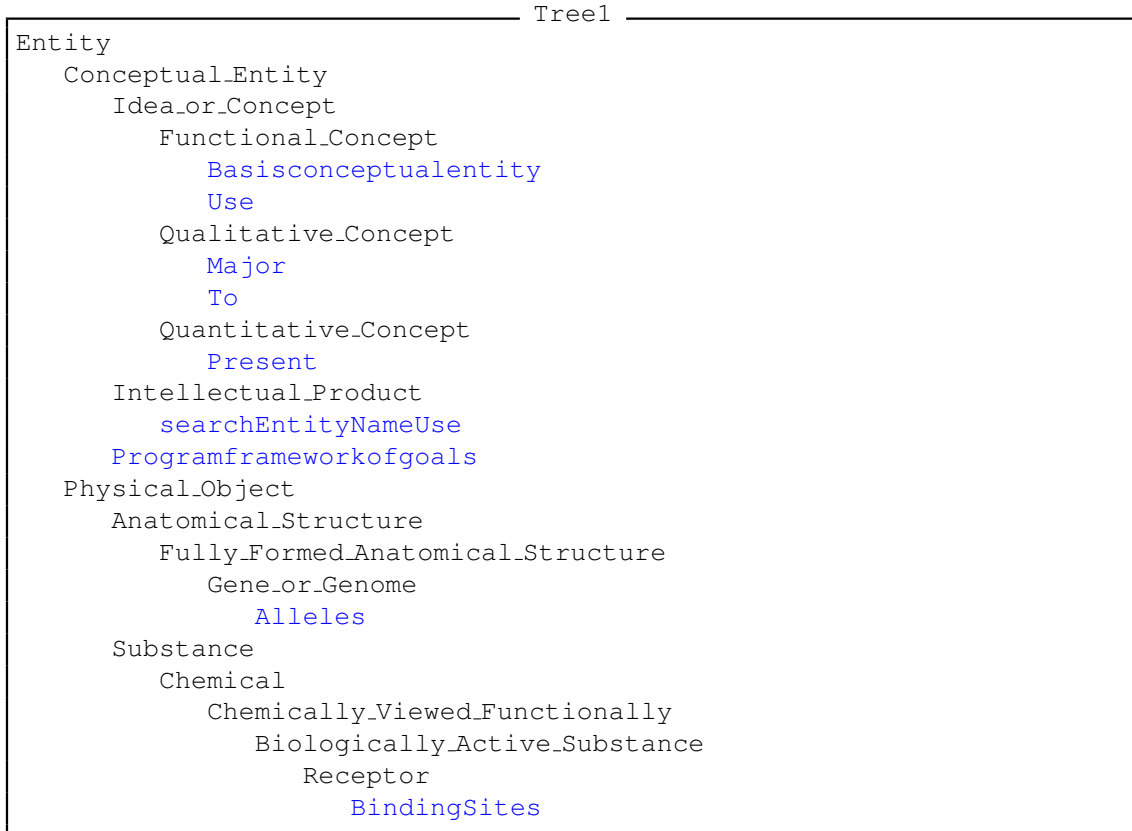 Tree1
Entity
Conceptual_Entity
Idea_or_Concept
Functional_Concept
Basisconceptualentity
Use
Qualitative_Concept
Major
To
Quantitative_Concept
Present
Intellectual_Product
searchEntityNameUse
Programframeworkofgoals
Physical_Object
Anatomical_Structure
Fully_Formed_Anatomical_Structure
Gene_or_Genome
Alleles
Substance
Chemical
Chemically_Viewed_Functionally
Biologically_Active_Substance
Receptor
BindingSites